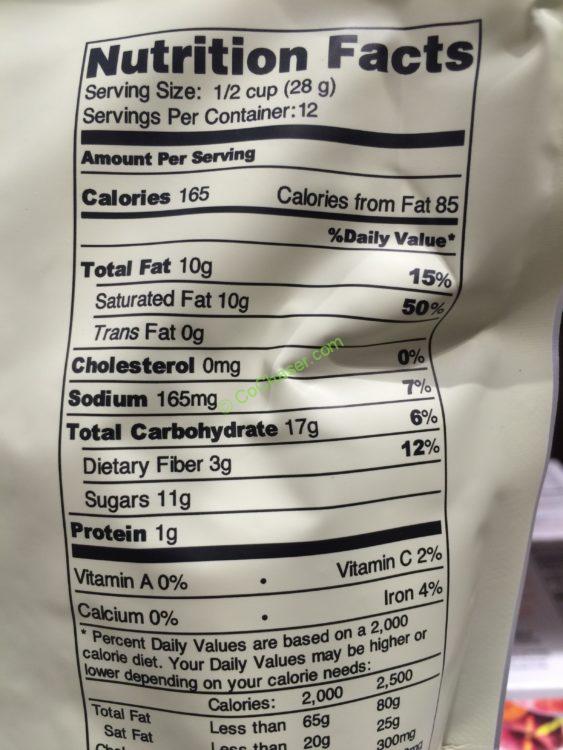 Nutrition Facts
Serving Size: 1/2 cup (28 g)
Servings Per Container: 12
Amount Per Serving
Calories 165 Calories from Fat 85
%Daily Value*
Total Fat 10g 15%
Saturated Fat 10g 50%
Trans Fat 0g
Cholesterol 0mg 0%
Sodium 165mg 7%
Total Carbohydrate 17g 6%
Dietary Fiber 3g 12%
Sugars 11g
Protein 1g
Vitamin A 0% • Vitamin C 2%
Calcium 0% • Iron 4%
* Percent Daily Values are based on a 2,000
calorie diet. Your Daily Values may be higher or
lower depending on your calorie needs:
Calories: 2,000 2,500
Total Fat Less than 65g 80g
Sat Fat Less than 20g 25g
300mg
© CoChaser.com